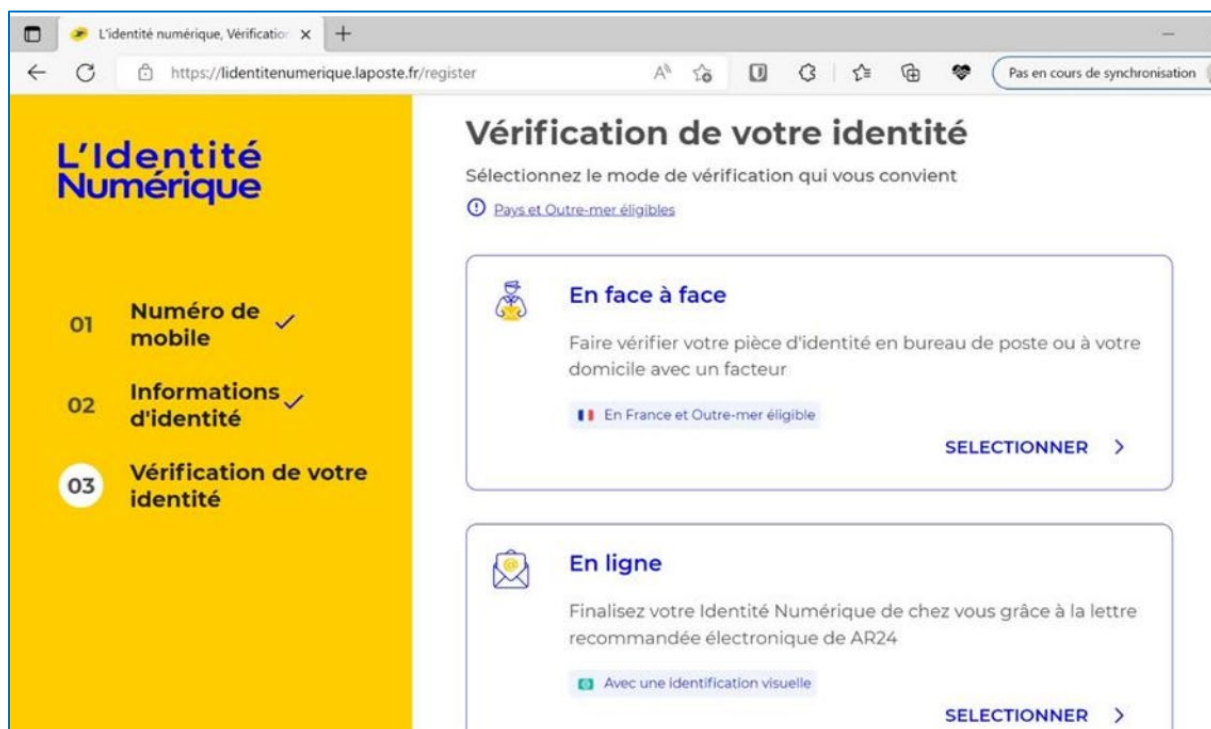 L'identité numérique, Vérification
https://lidentitenumerique.laposte.fr/register
Pas en cours de synchronisation
L'Identité
Numérique
01
Numéro de
mobile
02
Informations
d'identité
03
Vérification de votre
identité
Vérification de votre identité
Sélectionnez le mode de vérification qui vous convient
Pays et Outre-mer éligibles
En face à face
Faire vérifier votre pièce d'identité en bureau de poste ou à votre
domicile avec un facteur
En France et Outre-mer éligible
SELECTIONNER
En ligne
Finalisez votre Identité Numérique de chez vous grâce à la lettre
recommandée électronique de AR24
Avec une identification visuelle
SELECTIONNER